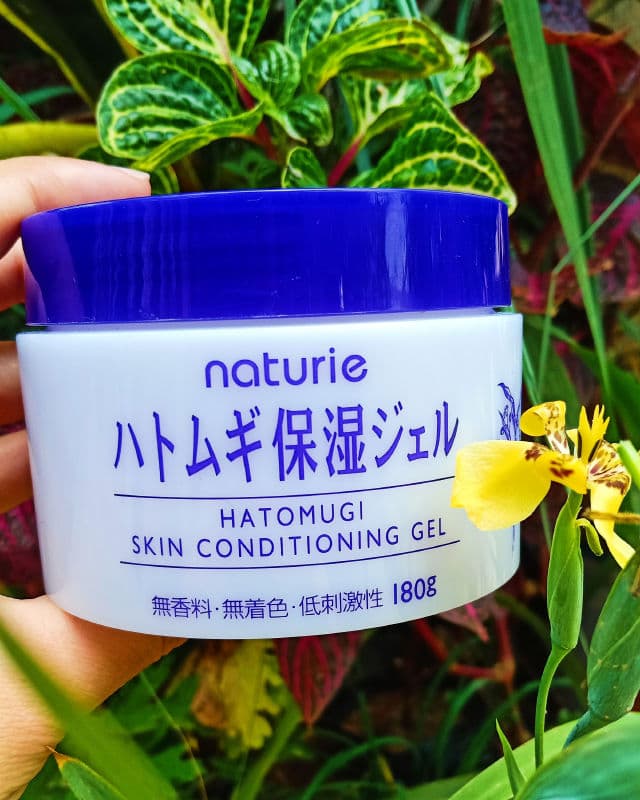 naturie
ハトムギ保湿ジェル
HATOMUGI
SKIN CONDITIONING GEL
無香料・無着色・低刺激性 180g